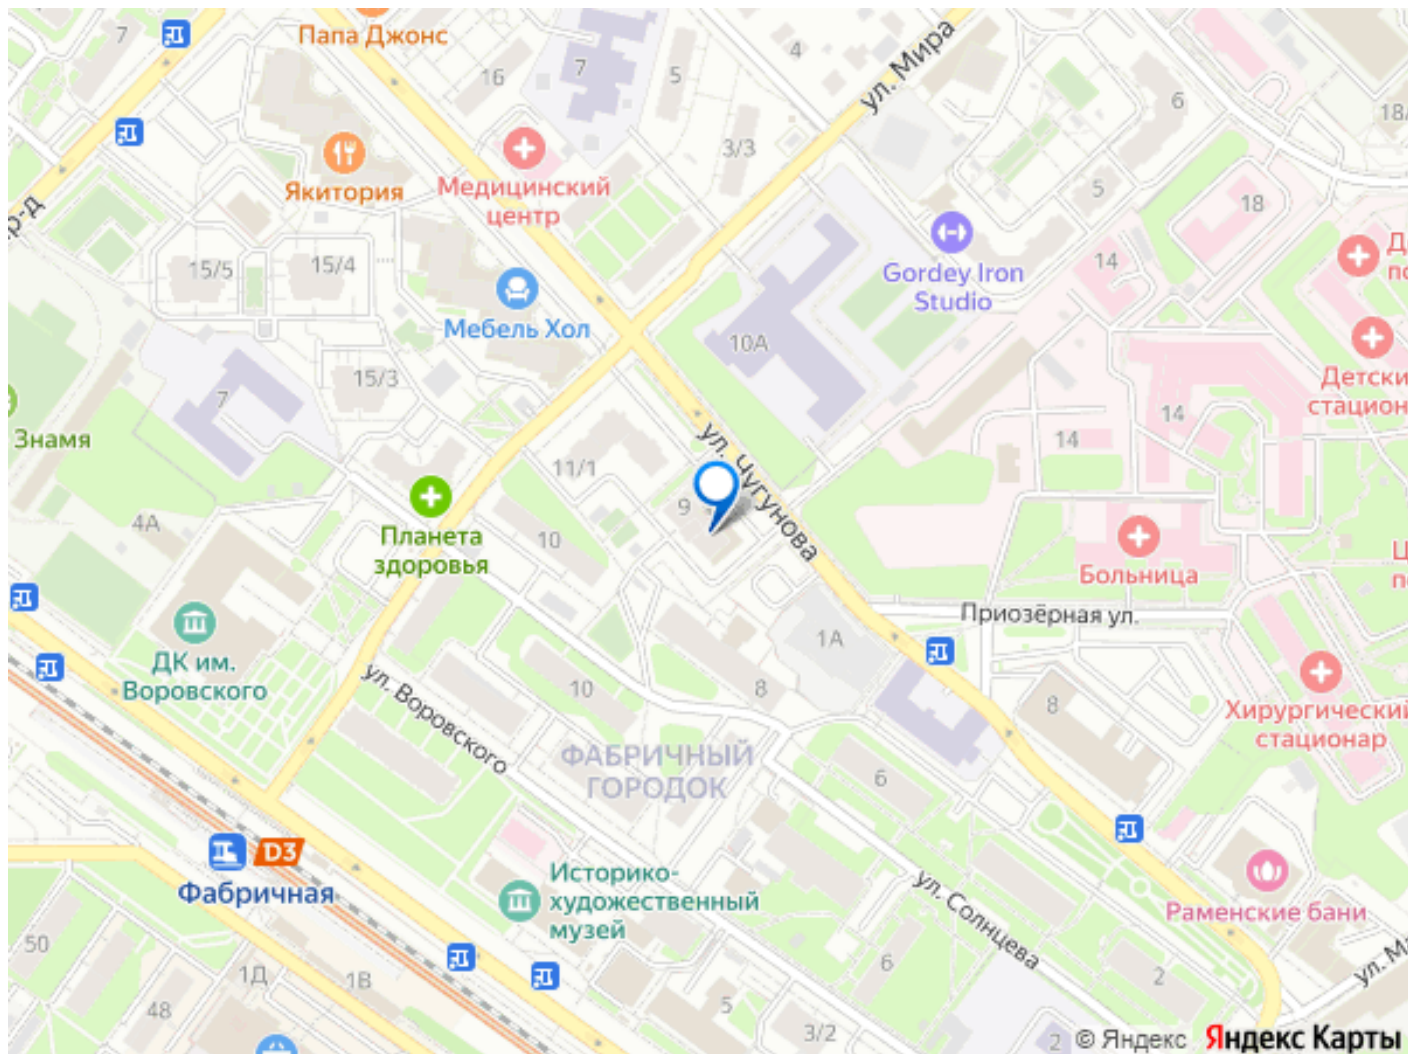 7
Папа Джонс
16
7
5
4
ул. Мира
6
18/
3/3
Якитория
Медицинский
центр
5
18
р-д
15/5
15/4
Gordey Iron
Studio
14
Мебель Хол
10А
Детски
стацион
15/3
7
Знамя
14
14
ул. Чугунова
11/1
9
4А
Планета
здоровья
10
Больница
Приозёрная ул.
1А
ДК им.
Воровского
ул. Воровского
10
8
8
Хирургический
стационар
ФАБРИЧНЫЙ
ГОРОДОК
6
D3
Фабричная
Историко-
художественный
музей
ул. Солнцева
Раменские бани
50
1Д
1В
48
6
2
5
3/2
2
ул. М
© Яндекс Яндекс Карты